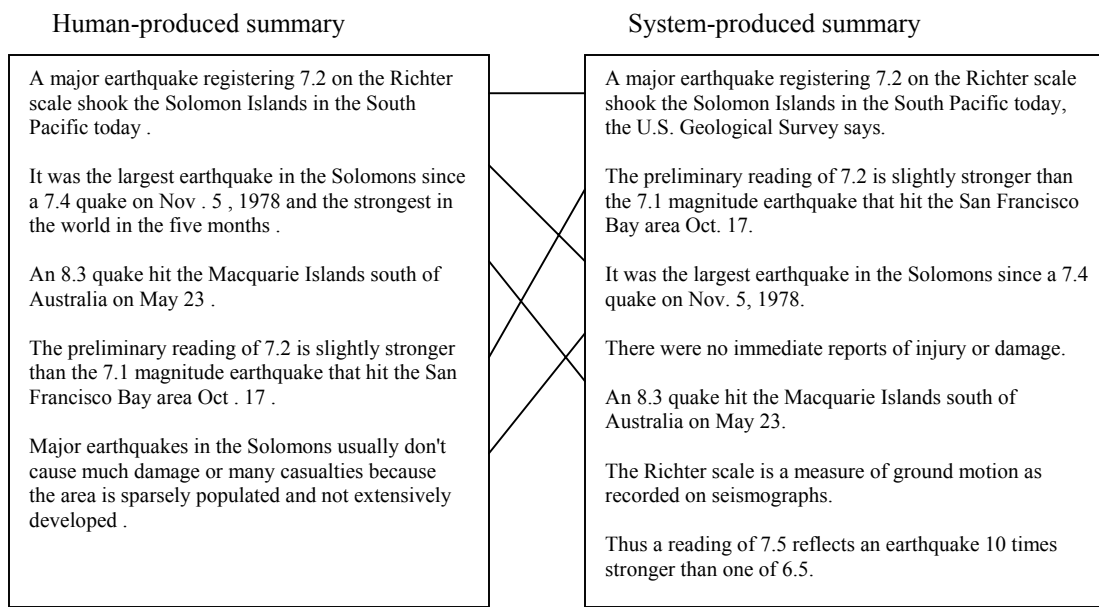 Human-produced summary
A major earthquake registering 7.2 on the Richter
scale shook the Solomon Islands in the South
Pacific today .
It was the largest earthquake in the Solomons since
a 7.4 quake on Nov . 5 , 1978 and the strongest in
the world in the five months .
An 8.3 quake hit the Macquarie Islands south of
Australia on May 23 .
The preliminary reading of 7.2 is slightly stronger
than the 7.1 magnitude earthquake that hit the San
Francisco Bay area Oct . 17 .
Major earthquakes in the Solomons usually don't
cause much damage or many casualties because
the area is sparsely populated and not extensively
developed .
System-produced summary
A major earthquake registering 7.2 on the Richter scale
shook the Solomon Islands in the South Pacific today,
the U.S. Geological Survey says.
The preliminary reading of 7.2 is slightly stronger than
the 7.1 magnitude earthquake that hit the San Francisco
Bay area Oct. 17.
It was the largest earthquake in the Solomons since a 7.4
quake on Nov. 5, 1978.
There were no immediate reports of injury or damage.
An 8.3 quake hit the Macquarie Islands south of
Australia on May 23.
The Richter scale is a measure of ground motion as
recorded on seismographs.
Thus a reading of 7.5 reflects an earthquake 10 times
stronger than one of 6.5.